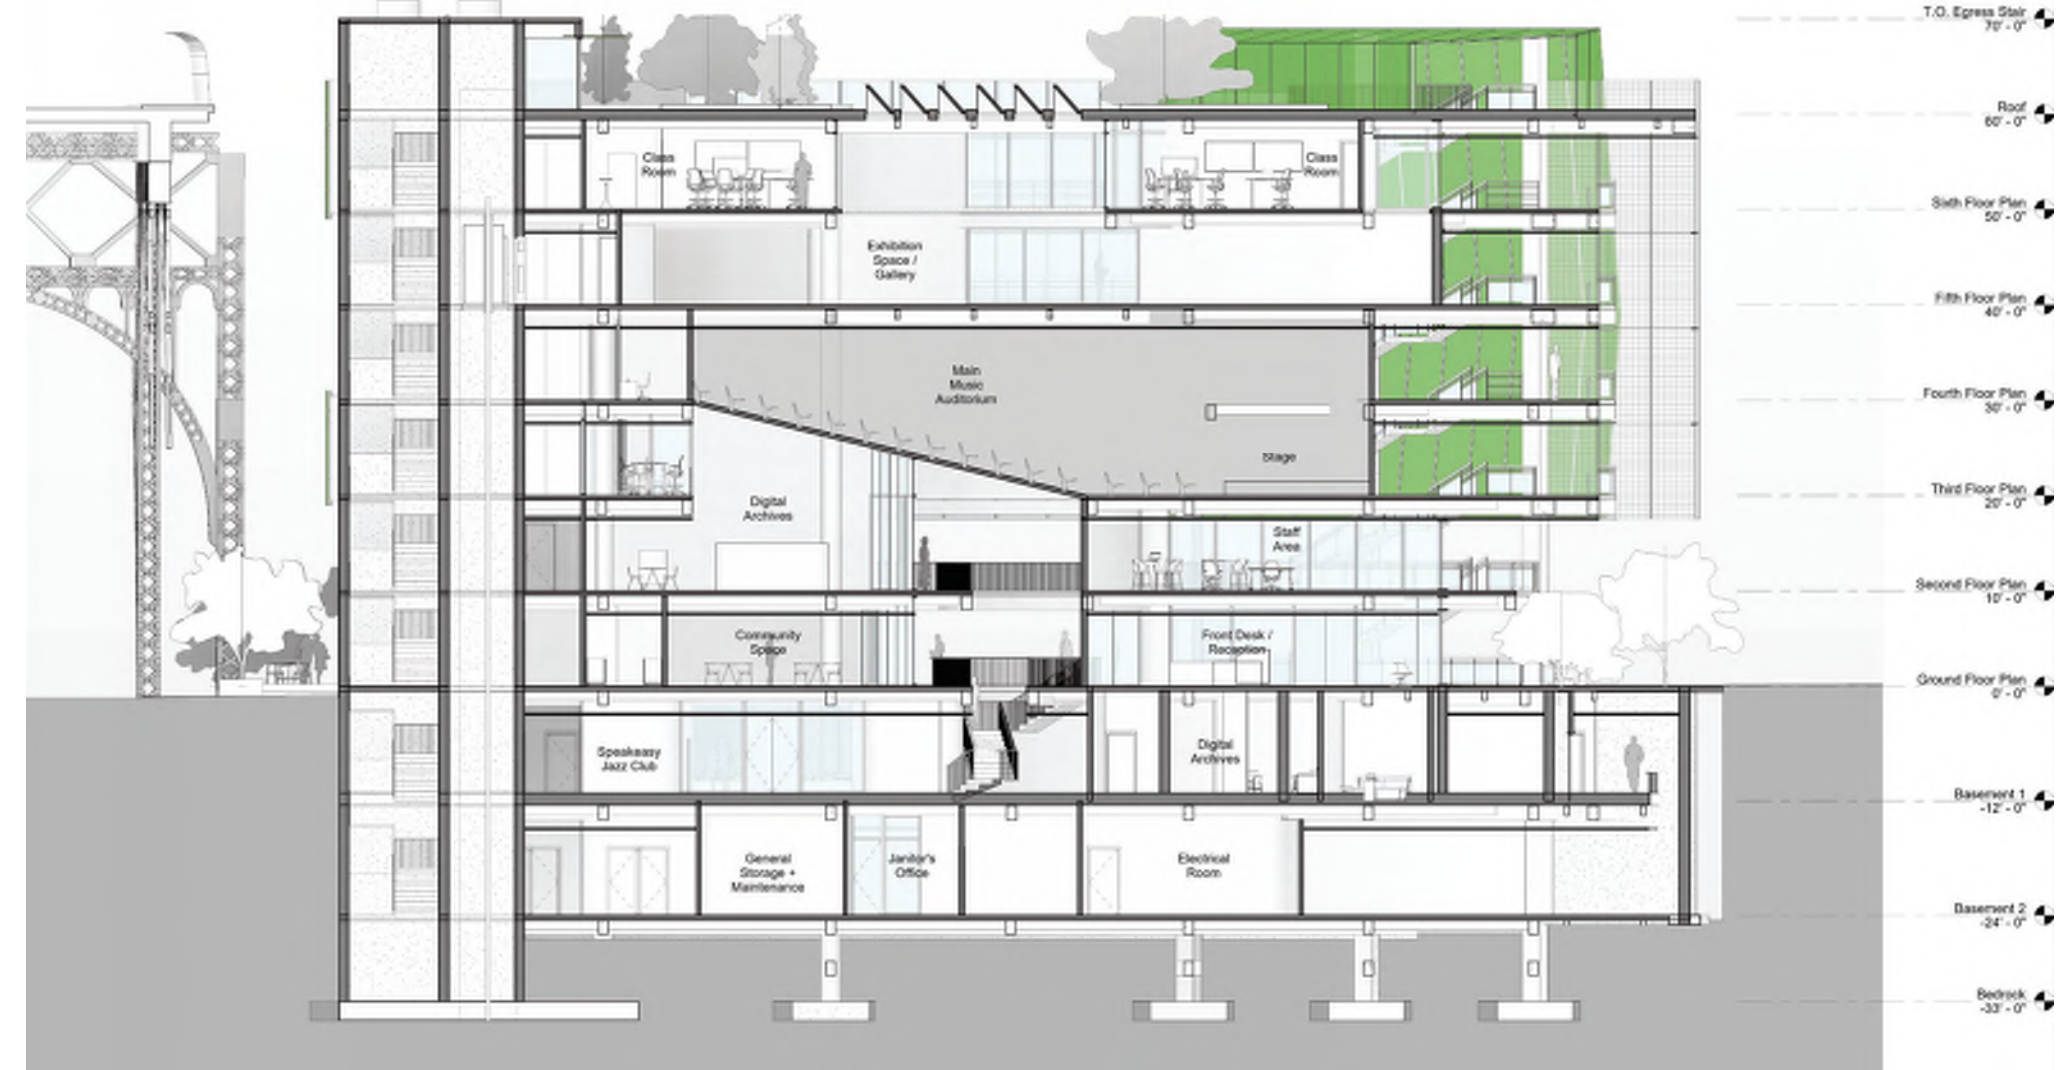 T.O. Egress Stair
70' - 0"
Roof
60' - 0"
Class
Room
Class
Room
Sixth Floor Plan
50' - 0"
Exhibition
Space /
Gallery
Fifth Floor Plan
40' - 0"
Main
Music
Auditorium
Fourth Floor Plan
30' - 0"
Stage
Third Floor Plan
20' - 0"
Digital
Archives
Staff
Area
Second Floor Plan
10' - 0"
Community
Space
Front Desk /
Reception
Ground Floor Plan
0' - 0"
Speakeasy
Jazz Club
Digital
Archives
Basement 1
-12' - 0"
General
Storage +
Maintenance
Janitor's
Office
Electrical
Room
Basement 2
-24' - 0"
Bedrock
-33' - 0"